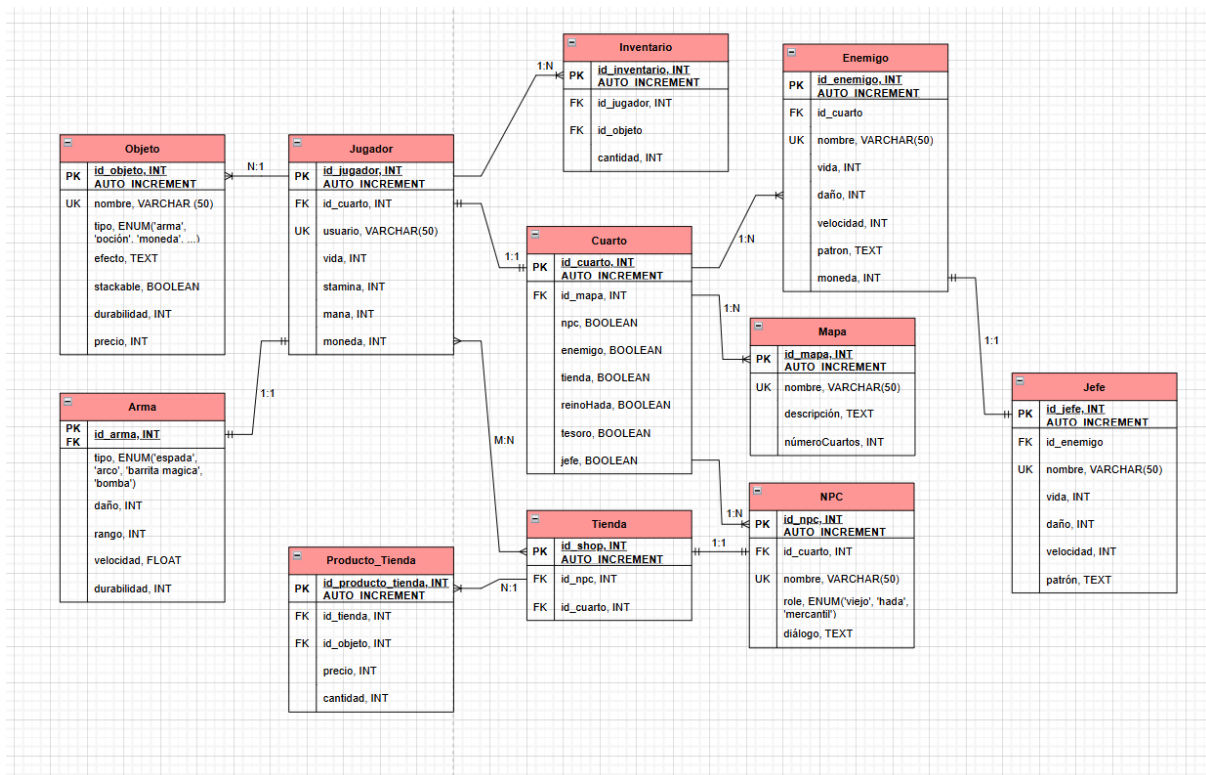 Inventario
PK id_inventario, INT
AUTO_INCREMENT
FK id_jugador, INT
FK id_objeto
cantidad, INT
Enemigo
PK id_enemigo, INT
AUTO_INCREMENT
FK id_cuarto
UK nombre, VARCHAR(50)
vida, INT
daño, INT
velocidad, INT
patron, TEXT
moneda, INT
1:N
Objeto
PK id_objeto, INT
AUTO_INCREMENT
UK nombre, VARCHAR (50)
tipo, ENUM('arma',
'poción', 'moneda', ...)
efecto, TEXT
stackable, BOOLEAN
durabilidad, INT
precio, INT
N:1
Jugador
PK id_jugador, INT
AUTO_INCREMENT
FK id_cuarto, INT
UK usuario, VARCHAR(50)
vida, INT
stamina, INT
mana, INT
moneda, INT
1:1
Cuarto
PK id_cuarto, INT
AUTO_INCREMENT
FK id_mapa, INT
npc, BOOLEAN
enemigo, BOOLEAN
tienda, BOOLEAN
reinoHada, BOOLEAN
tesoro, BOOLEAN
jefe, BOOLEAN
1:N
1:N
Mapa
PK id_mapa, INT
AUTO_INCREMENT
UK nombre, VARCHAR(50)
descripción, TEXT
númeroCuartos, INT
1:1
Jefe
PK id_jefe, INT
AUTO_INCREMENT
FK id_enemigo
UK nombre, VARCHAR(50)
vida, INT
daño, INT
velocidad, INT
patrón, TEXT
1:1
Arma
PK
FK id_arma, INT
tipo, ENUM('espada',
'arco', 'barrita magica',
'bomba')
daño, INT
rango, INT
velocidad, FLOAT
durabilidad, INT
M:N
1:N
NPC
PK id_npc, INT
AUTO_INCREMENT
FK id_cuarto, INT
UK nombre, VARCHAR(50)
role, ENUM('viejo', 'hada',
'mercantil')
diálogo, TEXT
Tienda
PK id_shop, INT
AUTO_INCREMENT
FK id_npc, INT
FK id_cuarto, INT
1:1
N:1
Producto_Tienda
PK id_producto_tienda, INT
AUTO_INCREMENT
FK id_tienda, INT
FK id_objeto, INT
precio, INT
cantidad, INT